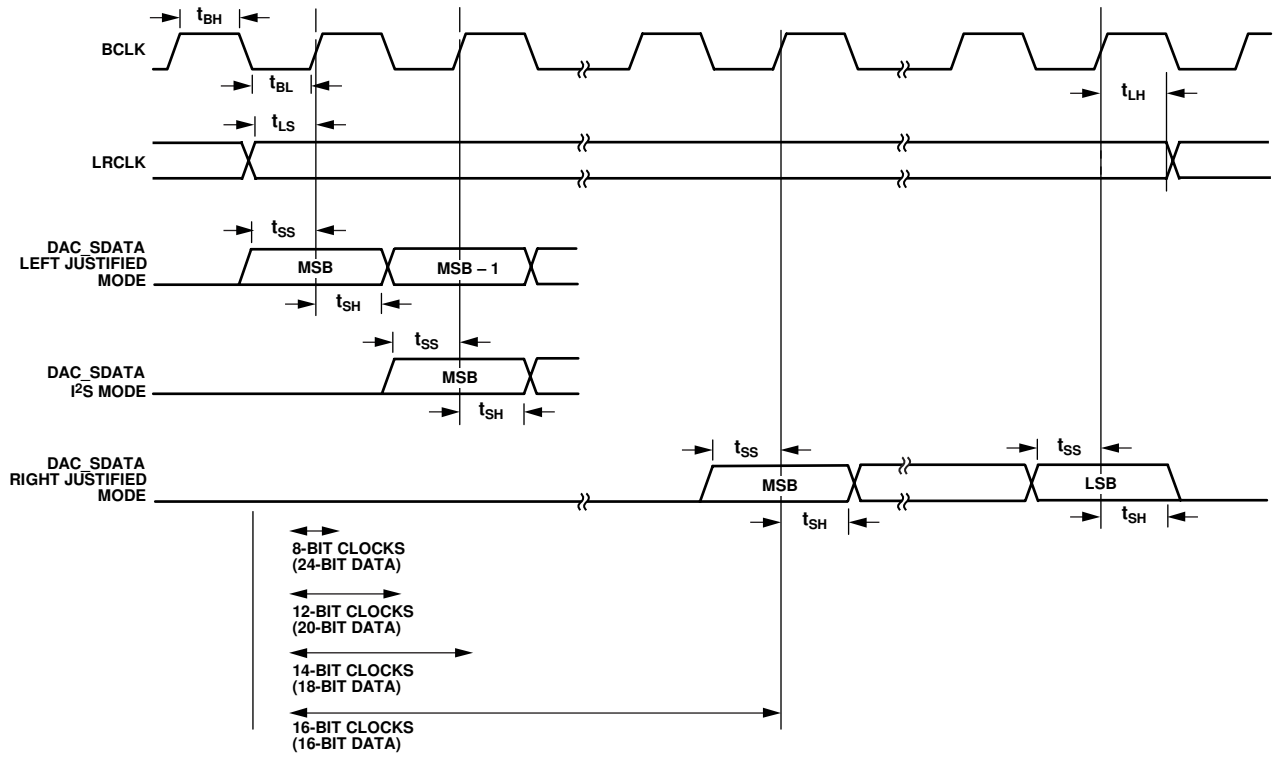 tBH
BCLK
tBL
tLH
tLS
LRCLK
tSS
DAC_SDATA
LEFT JUSTIFIED
MODE
MSB
MSB – 1
tSH
tSS
DAC_SDATA
I2S MODE
MSB
tSH
tSS
tSS
DAC_SDATA
RIGHT JUSTIFIED
MODE
MSB
LSB
tSH
tSH
8-BIT CLOCKS
(24-BIT DATA)
12-BIT CLOCKS
(20-BIT DATA)
14-BIT CLOCKS
(18-BIT DATA)
16-BIT CLOCKS
(16-BIT DATA)